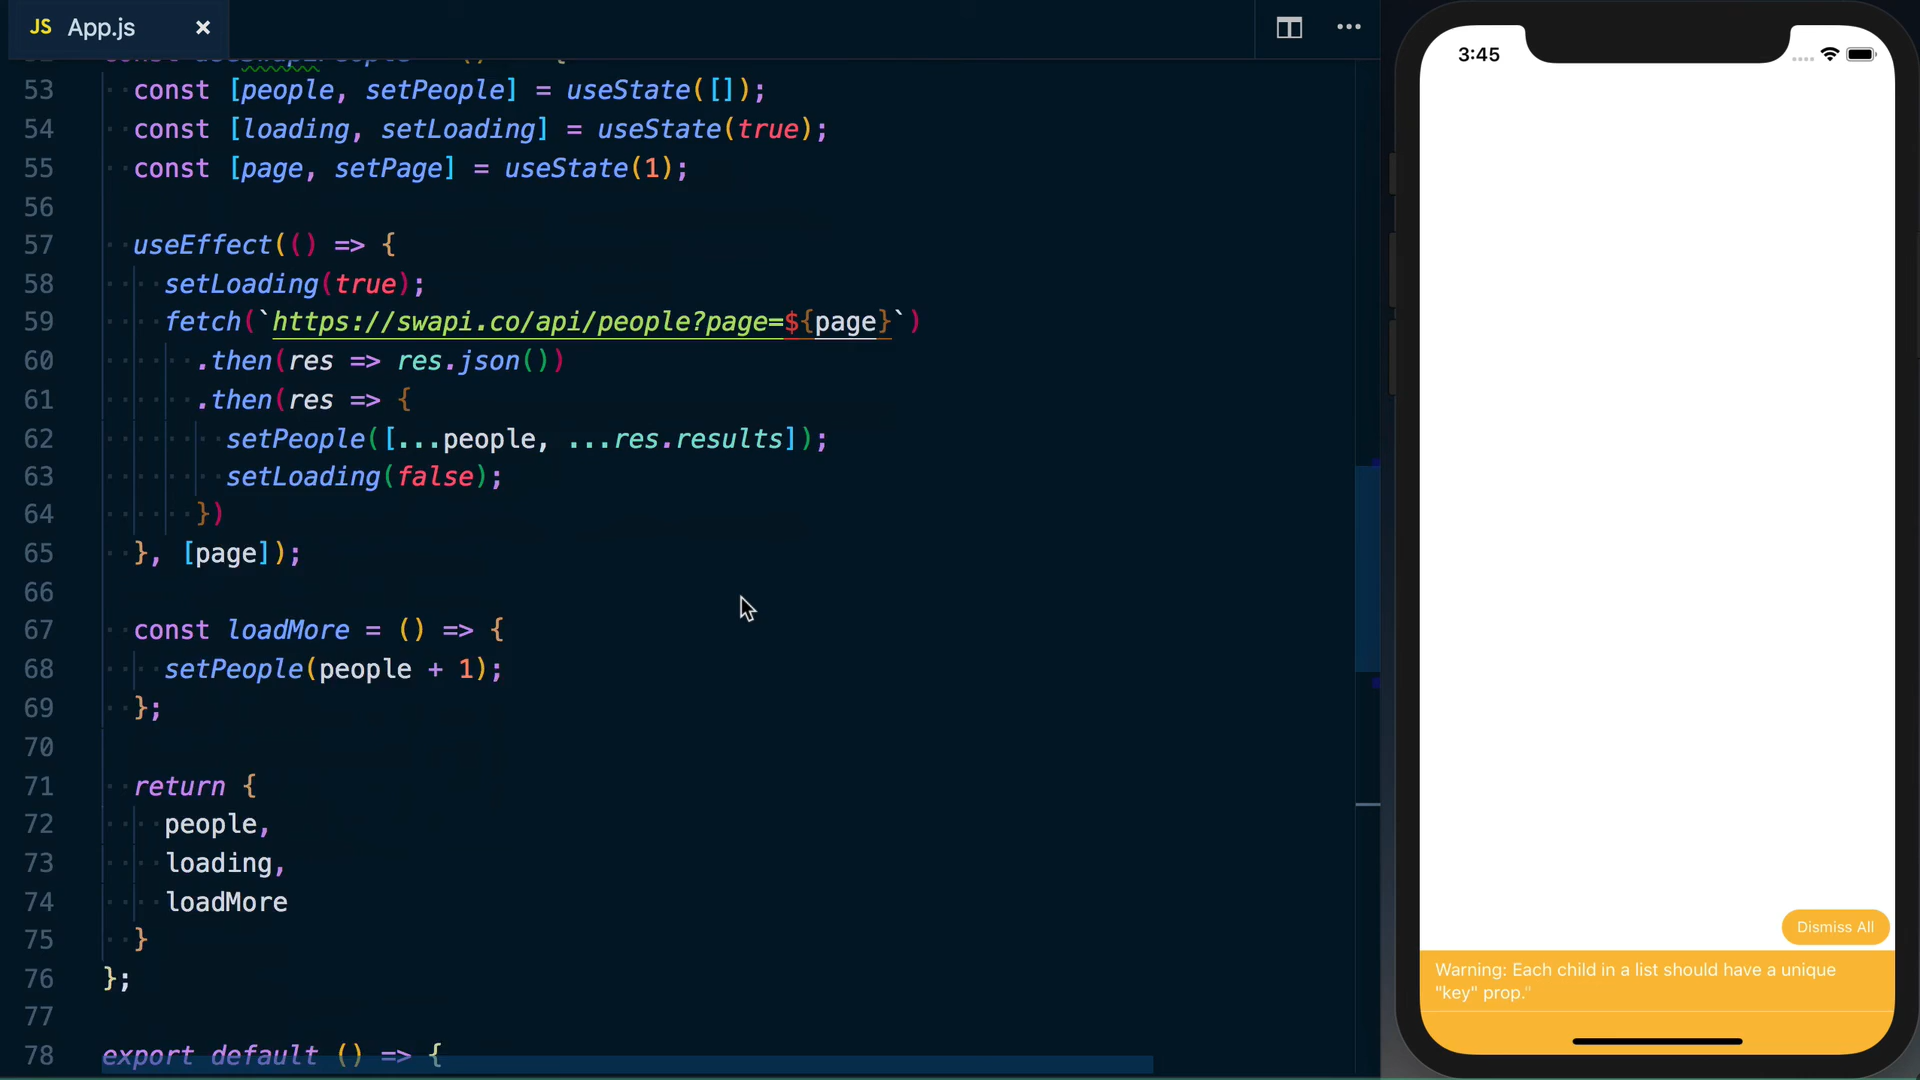 JS App.js ×
53 const [people, setPeople] = useState([]);
54 const [loading, setLoading] = useState(true);
55 const [page, setPage] = useState(1);
56
57 useEffect(() => {
58 setLoading(true);
59 fetch(`https://swapi.co/api/people?page=${page}`)
60 .then(res => res.json())
61 .then(res => {
62 setPeople([...people, ...res.results]);
63 setLoading(false);
64 })
65 }, [page]);
66
67 const loadMore = () => {
68 setPeople(people + 1);
69 };
70
71 return {
72 people,
73 loading,
74 loadMore
75 }
76 };
77
78 export default () => {
3:45
Dismiss All
Warning: Each child in a list should have a unique
"key" prop."